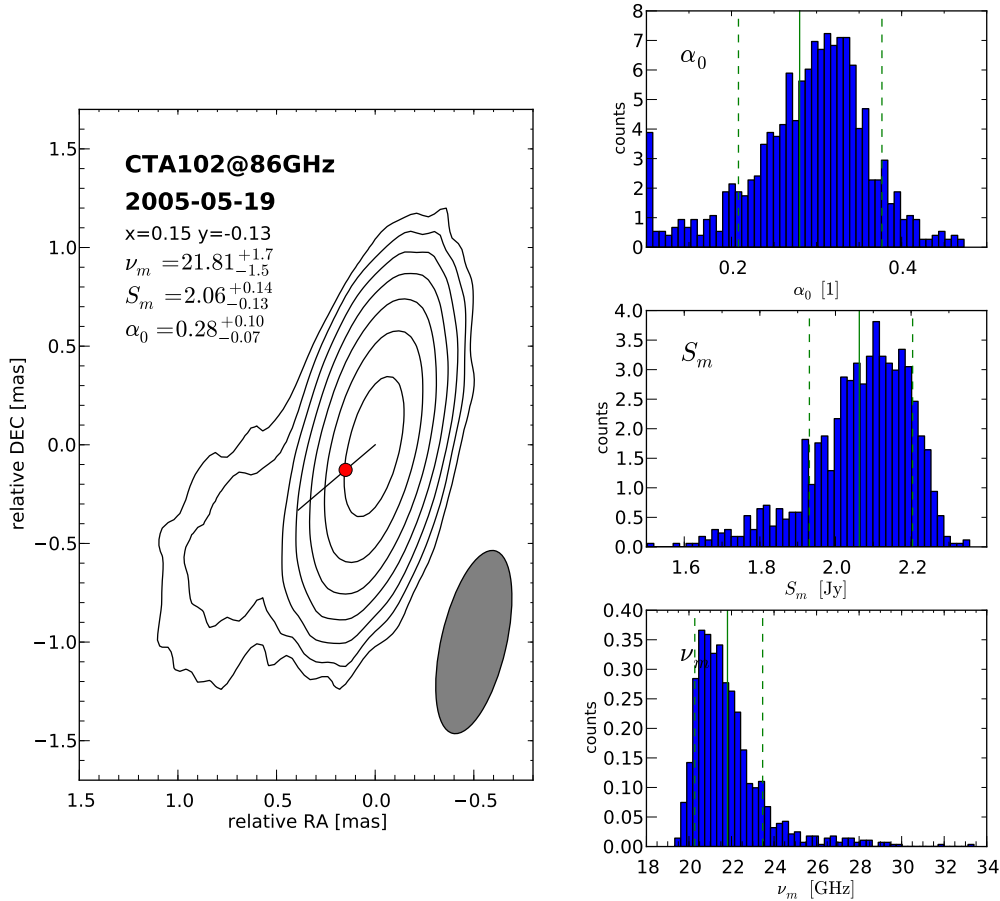 CTA102@86GHz
2005-05-19
x=0.15 y=-0.13
ν_m =21.81^{+1.7}_{−1.5}
S_m =2.06^{+0.14}_{−0.13}
α_0 =0.28^{+0.10}_{−0.07}
1.5
1.0
0.5
0.0
−0.5
−1.0
−1.5
relative DEC [mas]
1.5 1.0 0.5 0.0 −0.5
relative RA [mas]
α_0
8
7
6
5
4
3
2
1
0
counts
0.2 0.4
α_0 [1]
S_m
4.0
3.5
3.0
2.5
2.0
1.5
1.0
0.5
0.0
counts
1.6 1.8 2.0 2.2
S_m [Jy]
ν_m
0.40
0.35
0.30
0.25
0.20
0.15
0.10
0.05
0.00
counts
18 20 22 24 26 28 30 32 34
ν_m [GHz]